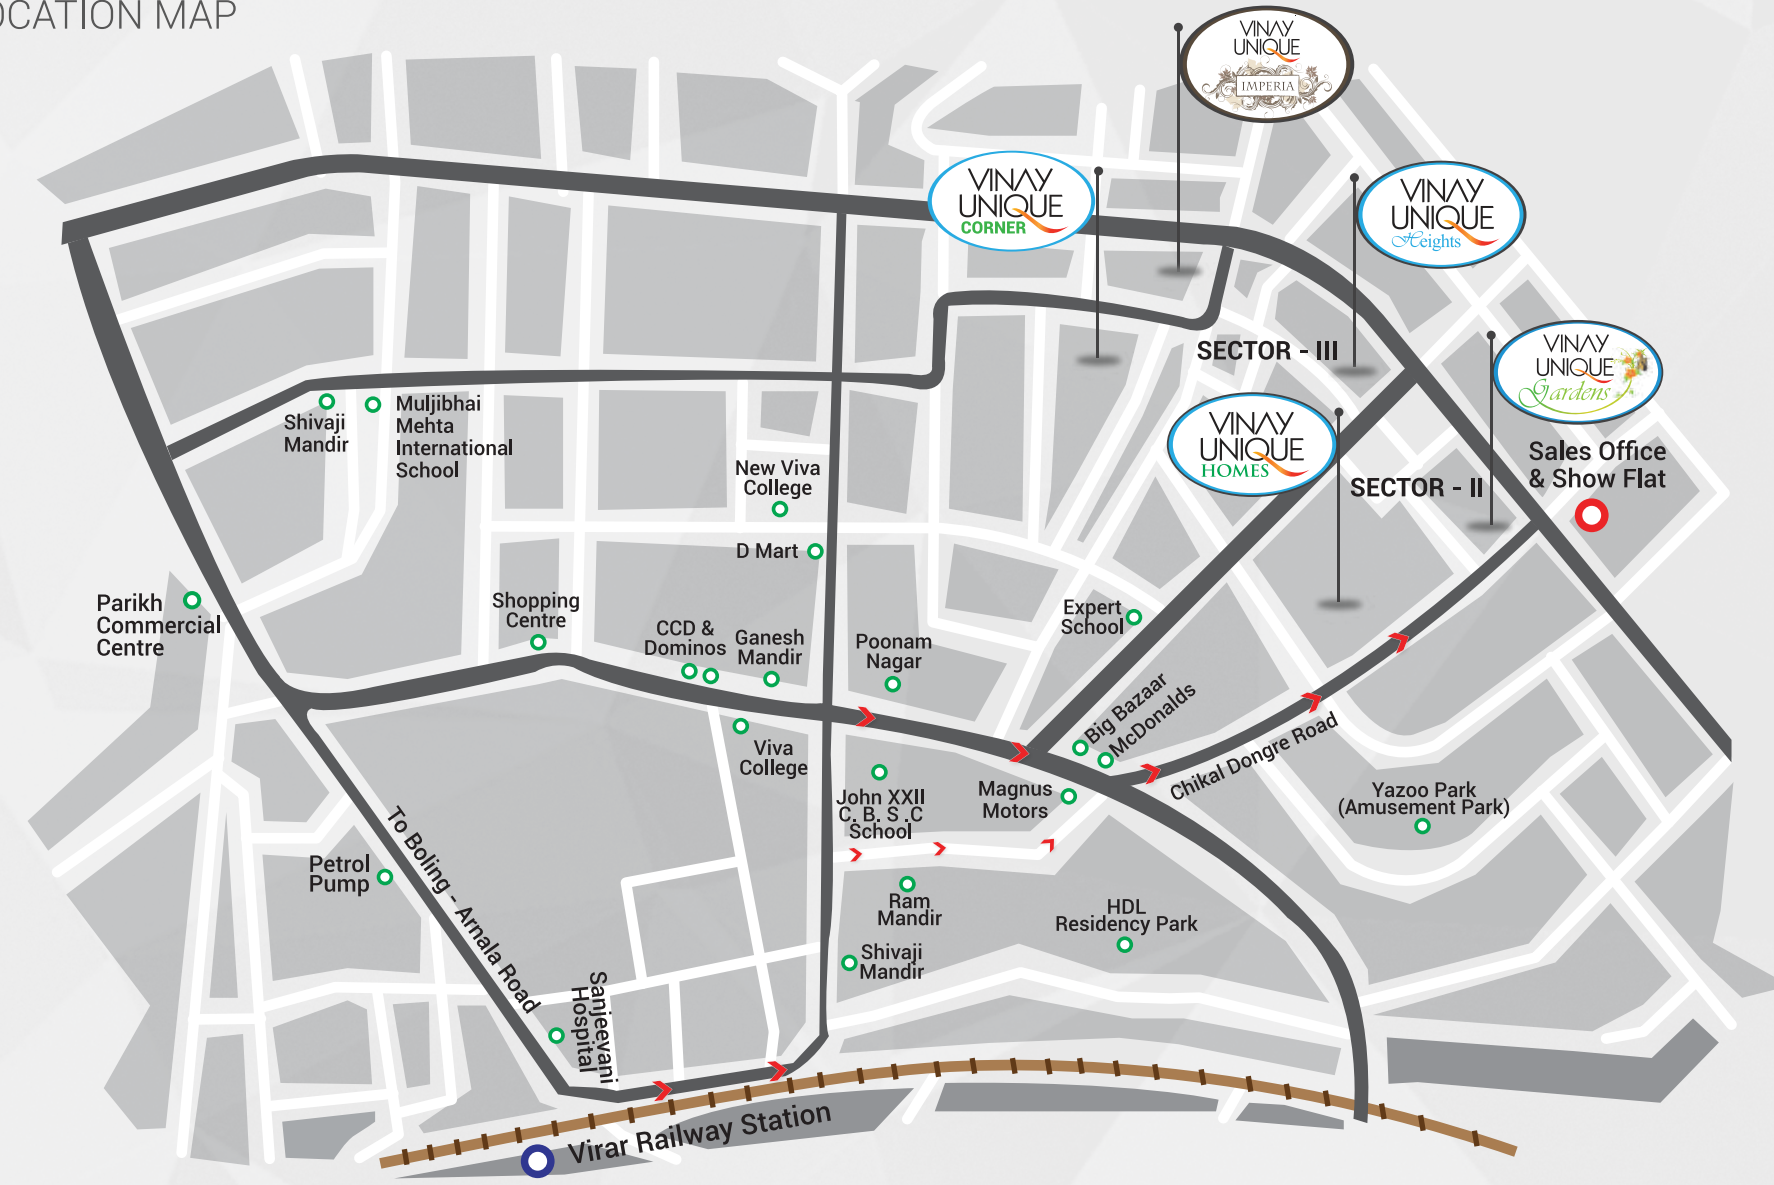 OCATION MAP
VINAY
UNIQUE
IMPERIA
VINAY
UNIQUE
CORNER
VINAY
UNIQUE
Heights
VINAY
UNIQUE
Gardens
SECTOR - III
VINAY
UNIQUE
HOMES
SECTOR - II
Sales Office
& Show Flat
Shivaji
Mandir
Muljibhai
Mehta
International
School
New Viva
College
D Mart
Parikh
Commercial
Centre
Shopping
Centre
CCD &
Dominos
Ganesh
Mandir
Poonam
Nagar
Expert
School
Big Bazaar
McDonalds
Viva
College
John XXII
C. B. S .C
School
Magnus
Motors
Chikal Dongre Road
Yazoo Park
(Amusement Park)
To Boling - Arnala Road
Petrol
Pump
Ram
Mandir
HDL
Residency Park
Shivaji
Mandir
Sanjeevani
Hospital
Virar Railway Station